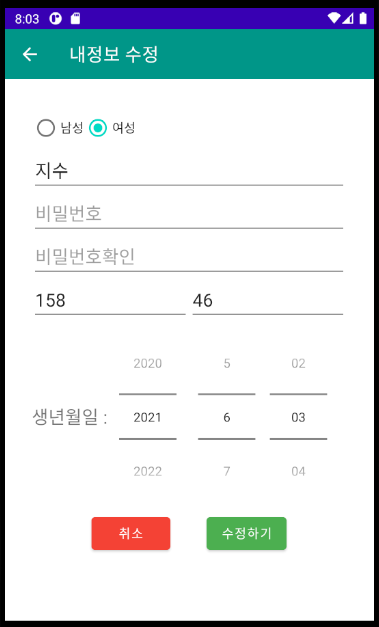 8:03
내정보 수정
남성 여성
지수
비밀번호
비밀번호확인
158 46
2020 5 02
생년월일 : 2021 6 03
2022 7 04
취소 수정하기